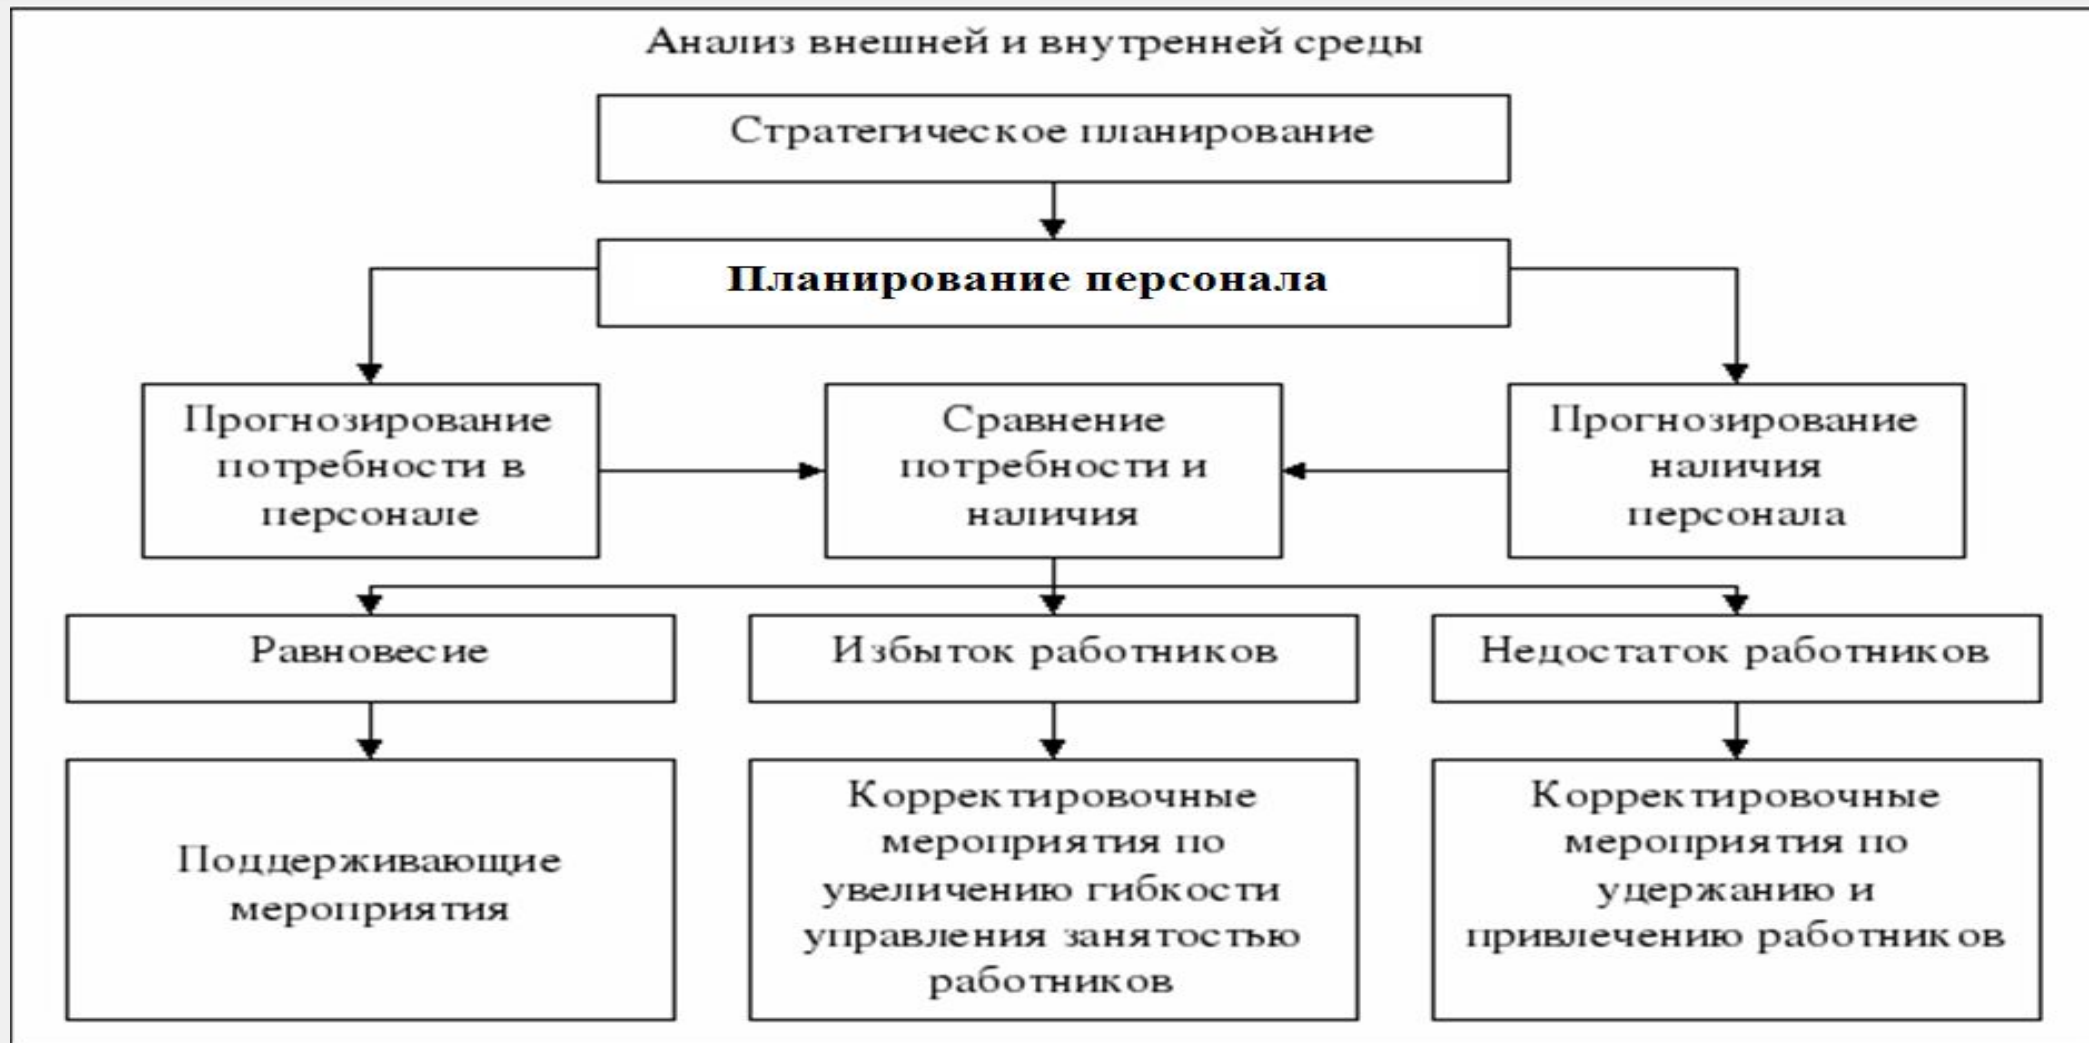 Анализ внешней и внутренней среды
Стратегическое планирование
Планирование персонала
Прогнозирование
потребности в
персонале
Сравнение
потребности и
наличия
Прогнозирование
наличия
персонала
Равновесие
Избыток работников
Недостаток работников
Поддерживающие
мероприятия
Корректировочные
мероприятия по
увеличению гибкости
управления занятостью
работников
Корректировочные
мероприятия по
удержанию и
привлечению работников